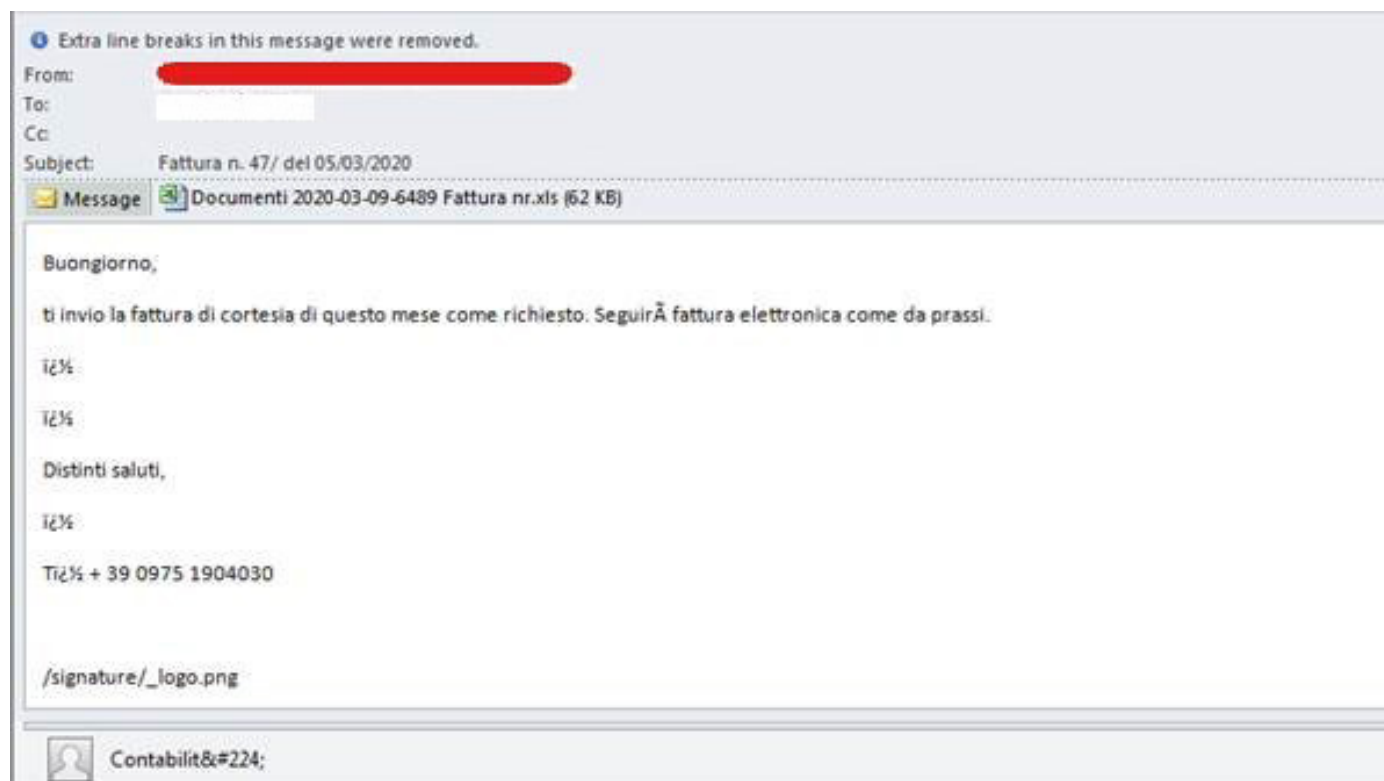 Extra line breaks in this message were removed.
From:
To:
Cc
Subject: Fattura n. 47/ del 05/03/2020
Message Documenti 2020-03-09-6489 Fattura nr.xls (62 KB)
Buongiorno,
ti invio la fattura di cortesia di questo mese come richiesto. Seguirà fattura elettronica come da prassi.
ï¿½
ï¿½
Distinti saluti,
ï¿½
Tï¿½ + 39 0975 1904030
/signature/_logo.png
Contabilit&#224;